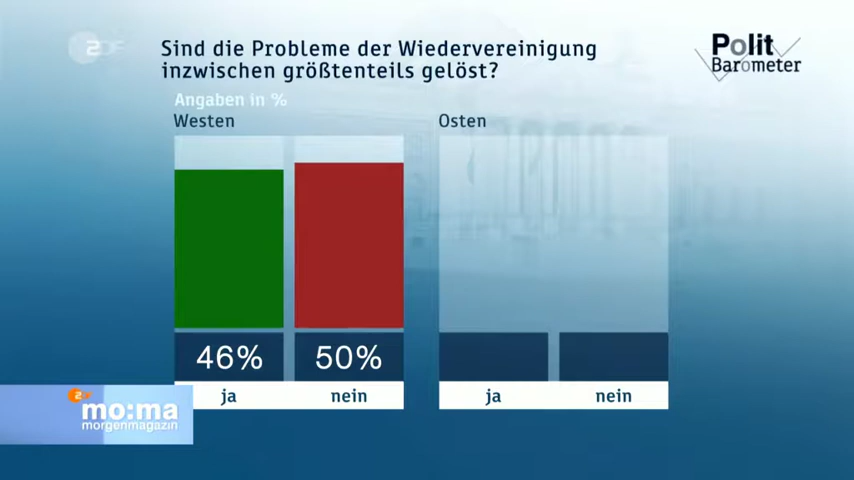 ZDF
Sind die Probleme der Wiedervereinigung
inzwischen größtenteils gelöst?
Polit
Barometer
Angaben in %
Westen
Osten
46%
50%
ja
nein
ja
nein
ZDF
mo:ma
morgenmagazin